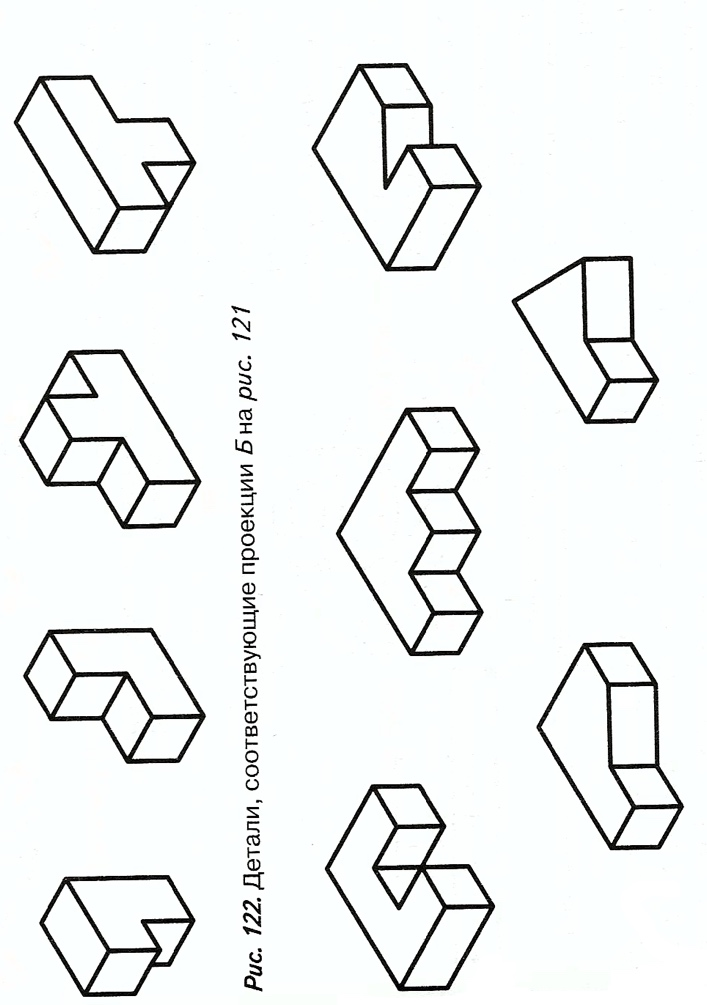 Рис. 122. Детали, соответствующие проекции Б на рис. 121